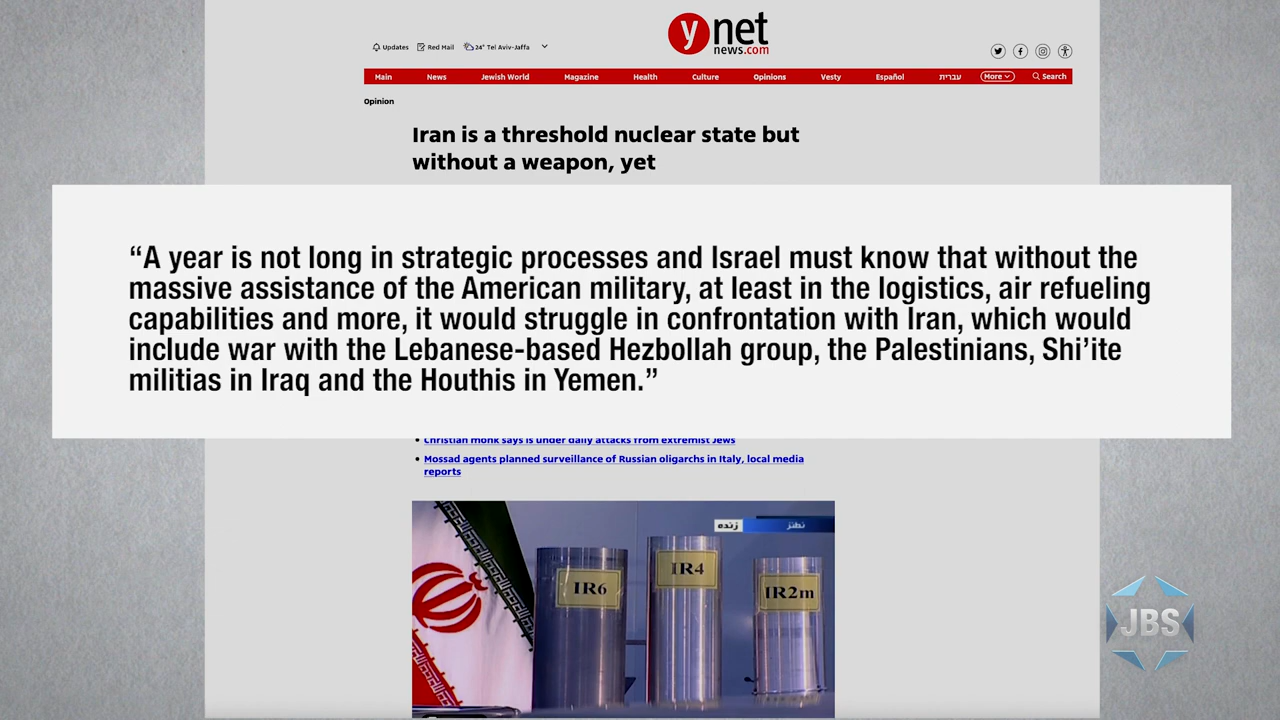 y net
news.com
Updates Red Mail 24° Tel Aviv-Jaffa
Main News Jewish World Magazine Health Culture Opinions Vesty Español עברית More Search
Opinion
Iran is a threshold nuclear state but
without a weapon, yet
“A year is not long in strategic processes and Israel must know that without the
massive assistance of the American military, at least in the logistics, air refueling
capabilities and more, it would struggle in confrontation with Iran, which would
include war with the Lebanese-based Hezbollah group, the Palestinians, Shi’ite
militias in Iraq and the Houthis in Yemen.”
Christian monk says is under daily attacks from extremist Jews
Mossad agents planned surveillance of Russian oligarchs in Italy, local media
reports
زنده نطنز
IR6
IR4
IR2m
JBS